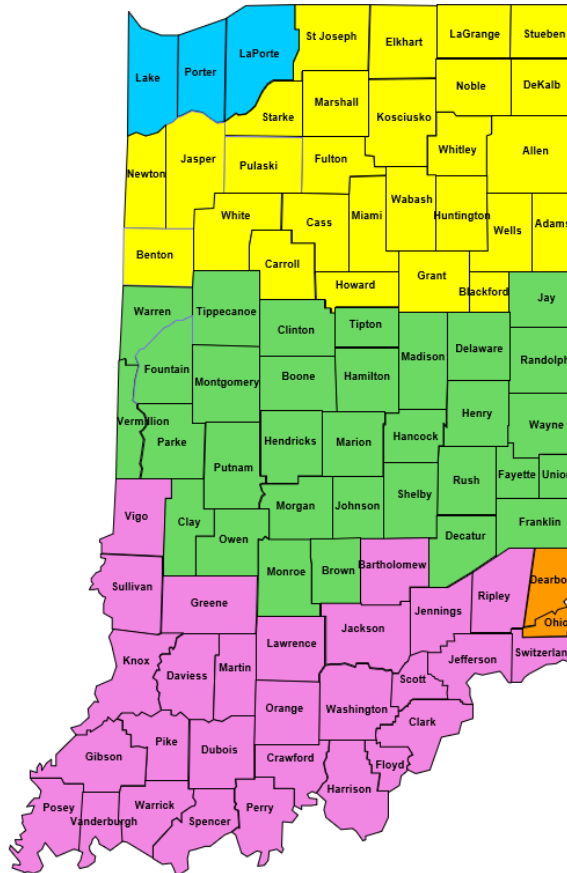 St Joseph
Elkhart
LaGrange
Stueben
LaPorte
Lake
Porter
Noble
DeKalb
Marshall
Starke
Kosciusko
Whitley
Allen
Jasper
Pulaski
Fulton
Newton
Wabash
Miami
White
Cass
Huntington
Wells
Adams
Benton
Carroll
Grant
Howard
Blackford
Jay
Warren
Tippecanoe
Clinton
Tipton
Delaware
Madison
Randolph
Fountain
Boone
Hamilton
Montgomery
Henry
Vermillion
Wayne
Parke
Hendricks
Marion
Hancock
Putnam
Rush
Fayette
Union
Shelby
Morgan
Johnson
Vigo
Clay
Franklin
Owen
Decatur
Monroe
Brown
Bartholomew
Dearbo
Sullivan
Greene
Ripley
Jennings
Ohio
Jackson
Lawrence
Switzerlan
Knox
Jefferson
Martin
Daviess
Scott
Orange
Washington
Clark
Pike
Dubois
Gibson
Crawford
Floyd
Harrison
Posey
Warrick
Perry
Vanderburgh
Spencer